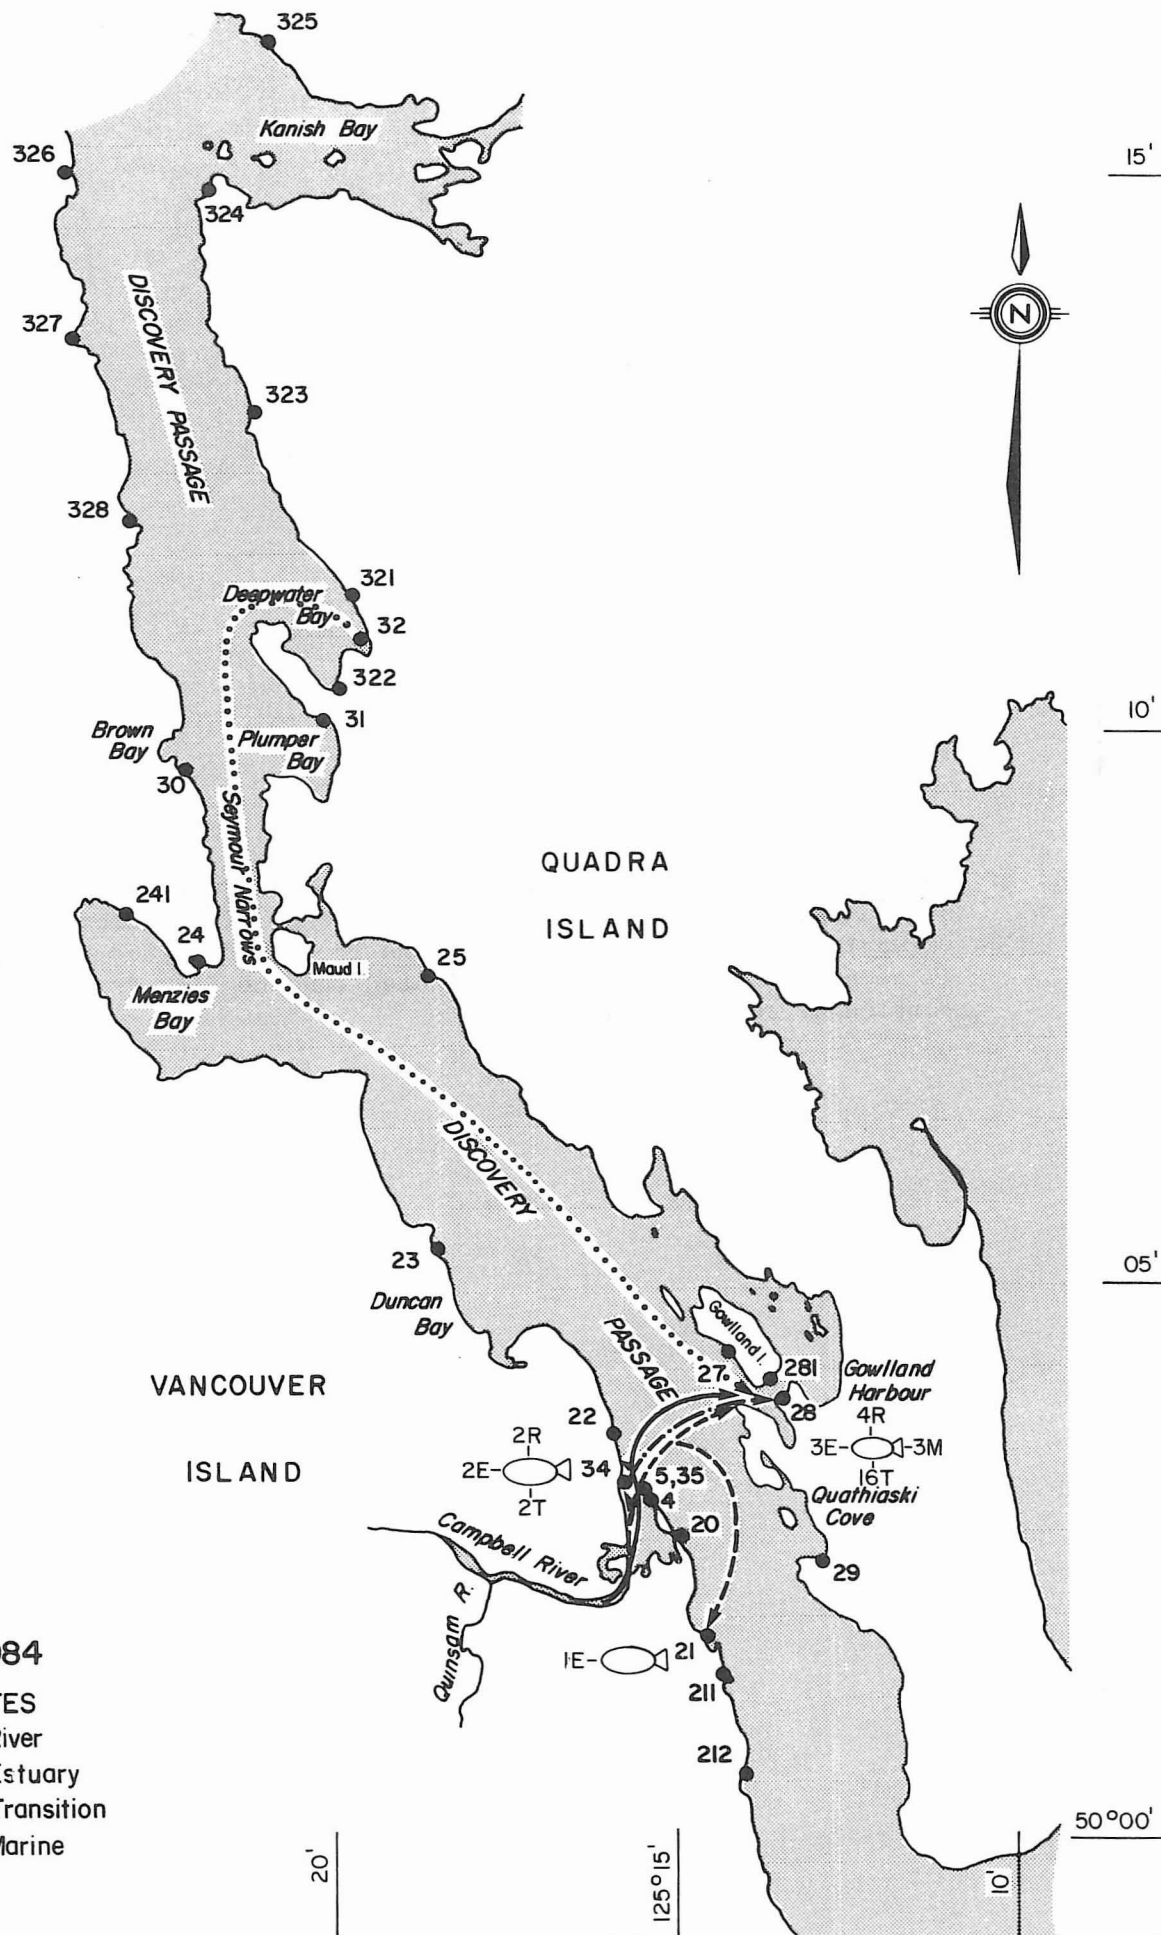 325
Kanish Bay
326
15'
324
N
DISCOVERY PASSAGE
327
323
328
321
Deepwater
Bay
32
322
31
10'
Brown
Bay
Plumper
Bay
30
Seymour Narrows
QUADRA
ISLAND
241
24
25
Maud I.
Menzies
Bay
DISCOVERY
PASSAGE
23
05'
Duncan
Bay
Gowlland I.
27
281
Gowlland
Harbour
28
VANCOUVER
ISLAND
22
4R
3E
3M
16T
2R
2E
2T
34
5,35
4
Quathiaski
Cove
20
Campbell River
29
Quinsam R.
1E
21
211
84
212
50°00'
20'
125°15'
10'